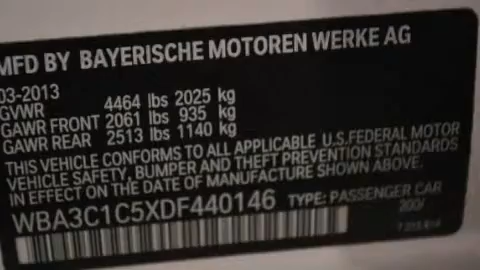 MFD BY BAYERISCHE MOTOREN WERKE AG
03-2013
GVWR 4464 lbs 2025 kg
GAWR FRONT 2061 lbs 935 kg
GAWR REAR 2513 lbs 1140 kg
THIS VEHICLE CONFORMS TO ALL APPLICABLE U.S.FEDERAL MOTOR
VEHICLE SAFETY, BUMPER AND THEFT PREVENTION STANDARDS
IN EFFECT ON THE DATE OF MANUFACTURE SHOWN ABOVE.
WBA3C1C5XDF440146 TYPE: PASSENGER CAR